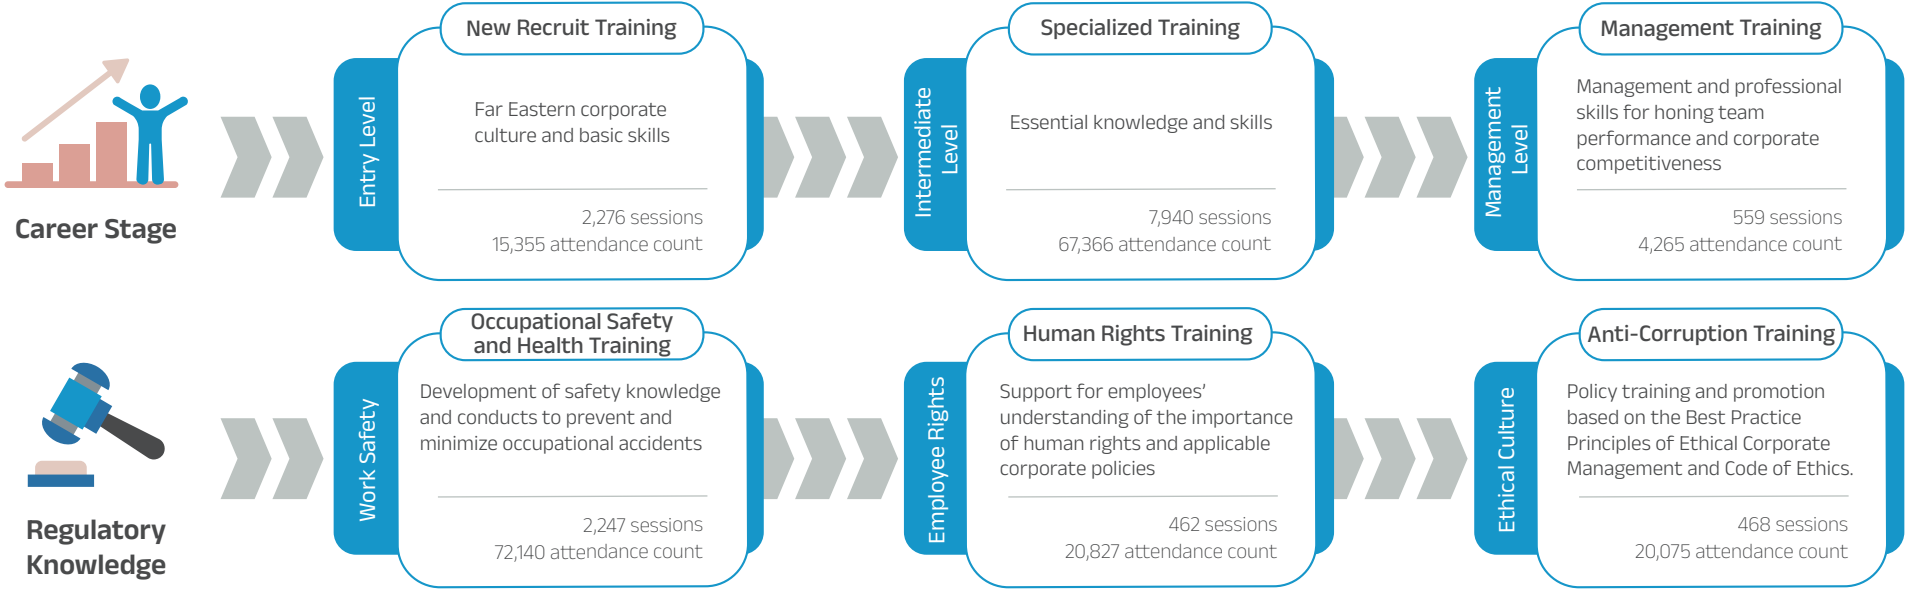 Career Stage
Entry Level
New Recruit Training
Far Eastern corporate
culture and basic skills
2,276 sessions
15,355 attendance count
Intermediate
Level
Specialized Training
Essential knowledge and skills
7,940 sessions
67,366 attendance count
Management
Level
Management Training
Management and professional
skills for honing team
performance and corporate
competitiveness
559 sessions
4,265 attendance count
Regulatory
Knowledge
Work Safety
Occupational Safety
and Health Training
Development of safety knowledge
and conducts to prevent and
minimize occupational accidents
2,247 sessions
72,140 attendance count
Employee Rights
Human Rights Training
Support for employees’
understanding of the importance
of human rights and applicable
corporate policies
462 sessions
20,827 attendance count
Ethical Culture
Anti-Corruption Training
Policy training and promotion
based on the Best Practice
Principles of Ethical Corporate
Management and Code of Ethics.
468 sessions
20,075 attendance count